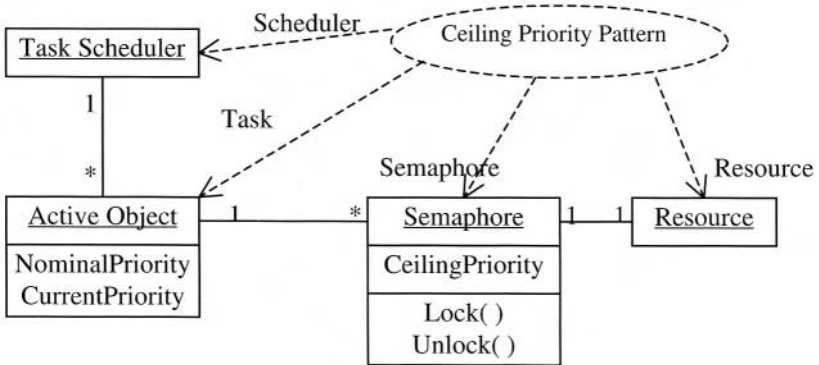 Scheduler
Ceiling Priority Pattern
Task Scheduler
1
Task
*
Semaphore
Resource
Active Object
1
*
Semaphore
1
1
Resource
NominalPriority
CurrentPriority
CeilingPriority
Lock( )
Unlock( )